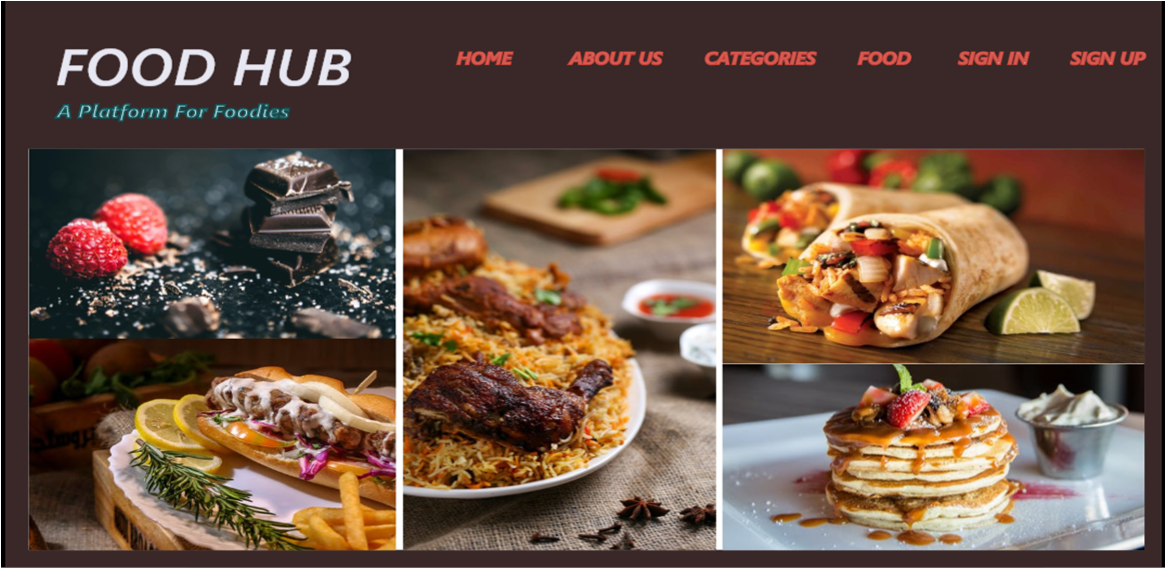 FOOD HUB
A Platform For Foodies
HOME ABOUT US CATEGORIES FOOD SIGN IN SIGN UP